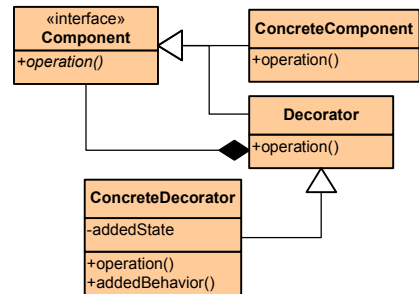 «interface»
Component
+operation()
ConcreteComponent
+operation()
Decorator
+operation()
ConcreteDecorator
-addedState
+operation()
+addedBehavior()